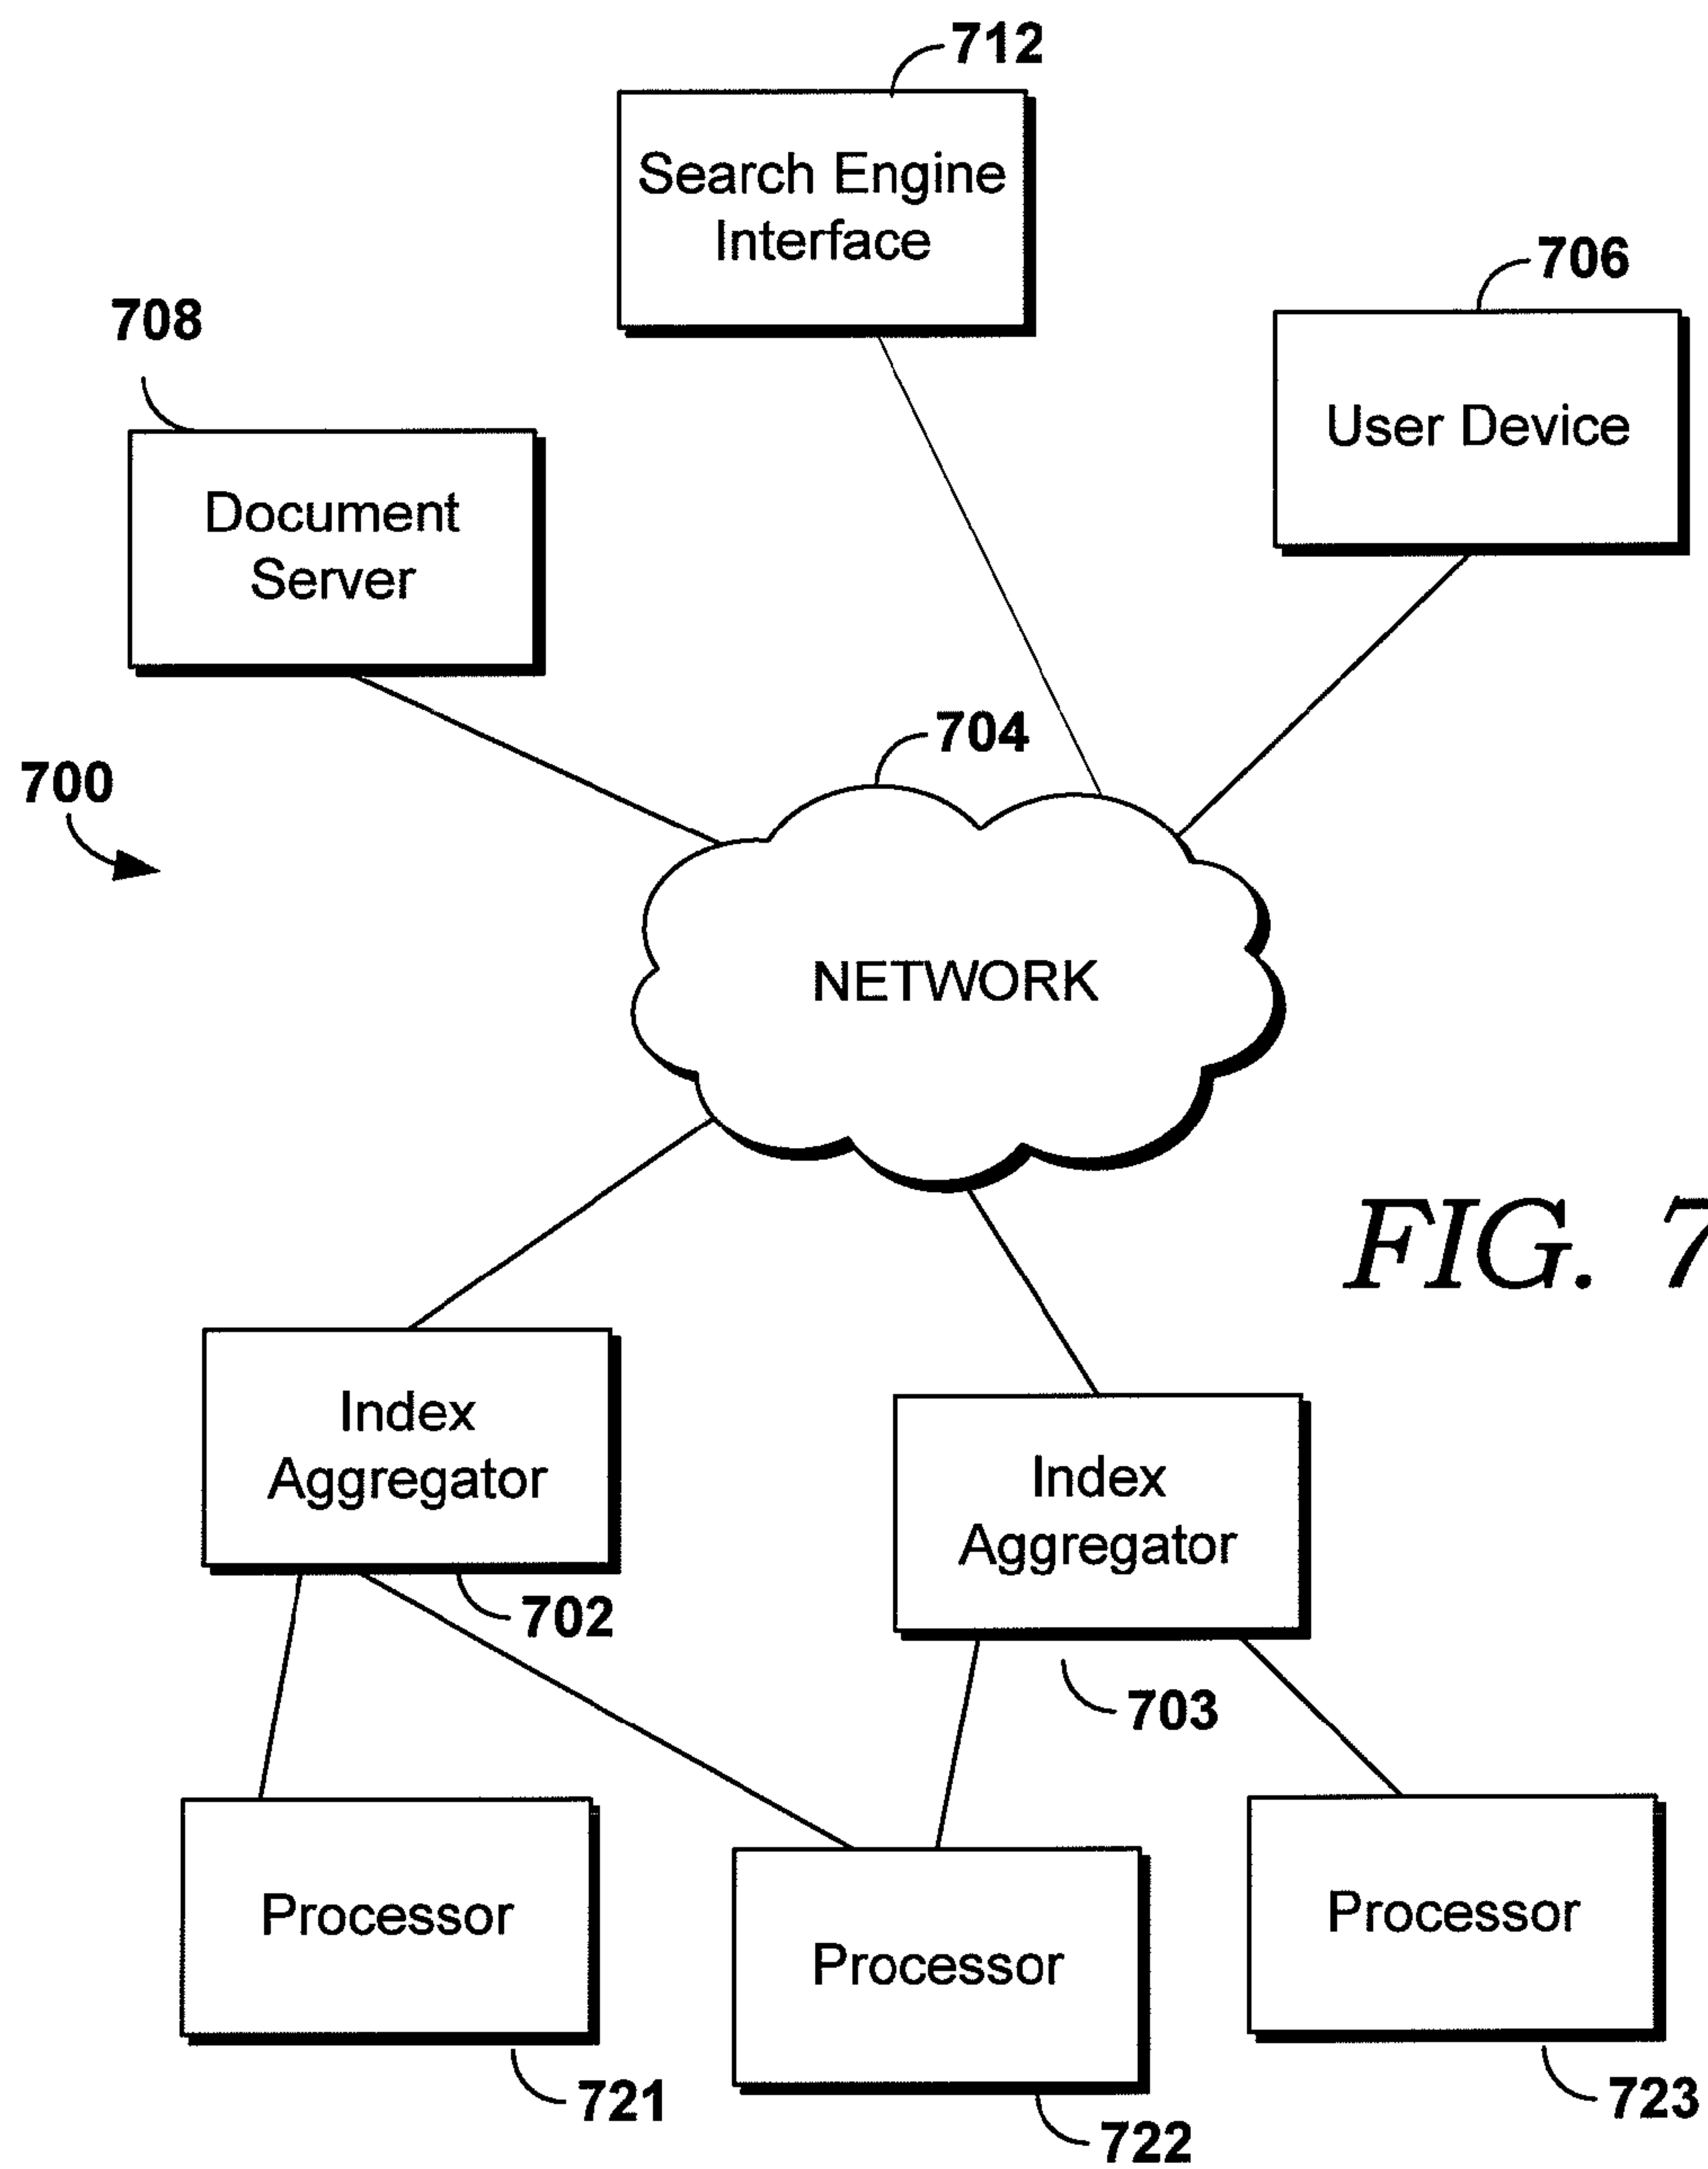 712
Search Engine
Interface
706
User Device
708
Document
Server
704
700
NETWORK
FIG. 7
Index
Aggregator
702
Index
Aggregator
703
Processor
721
Processor
722
Processor
723